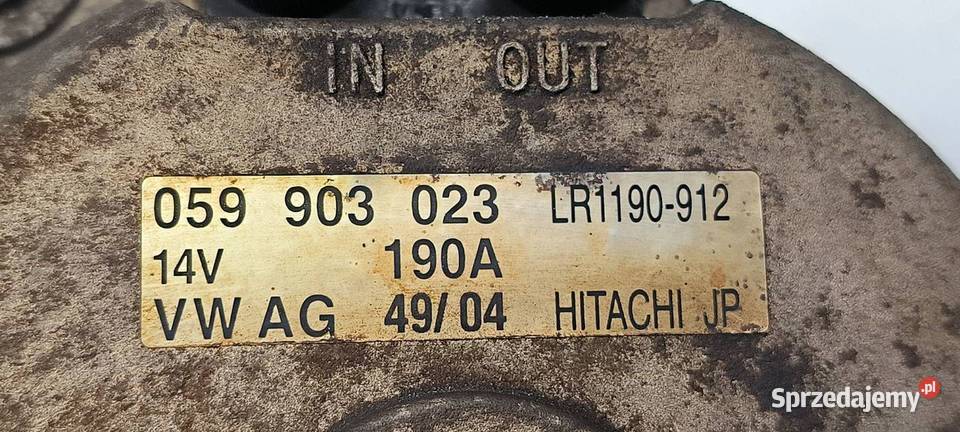 IN OUT
059 903 023 LR1190-912
14V 190A
VW AG 49/04 HITACHI JP
Sprzedajemy.pl